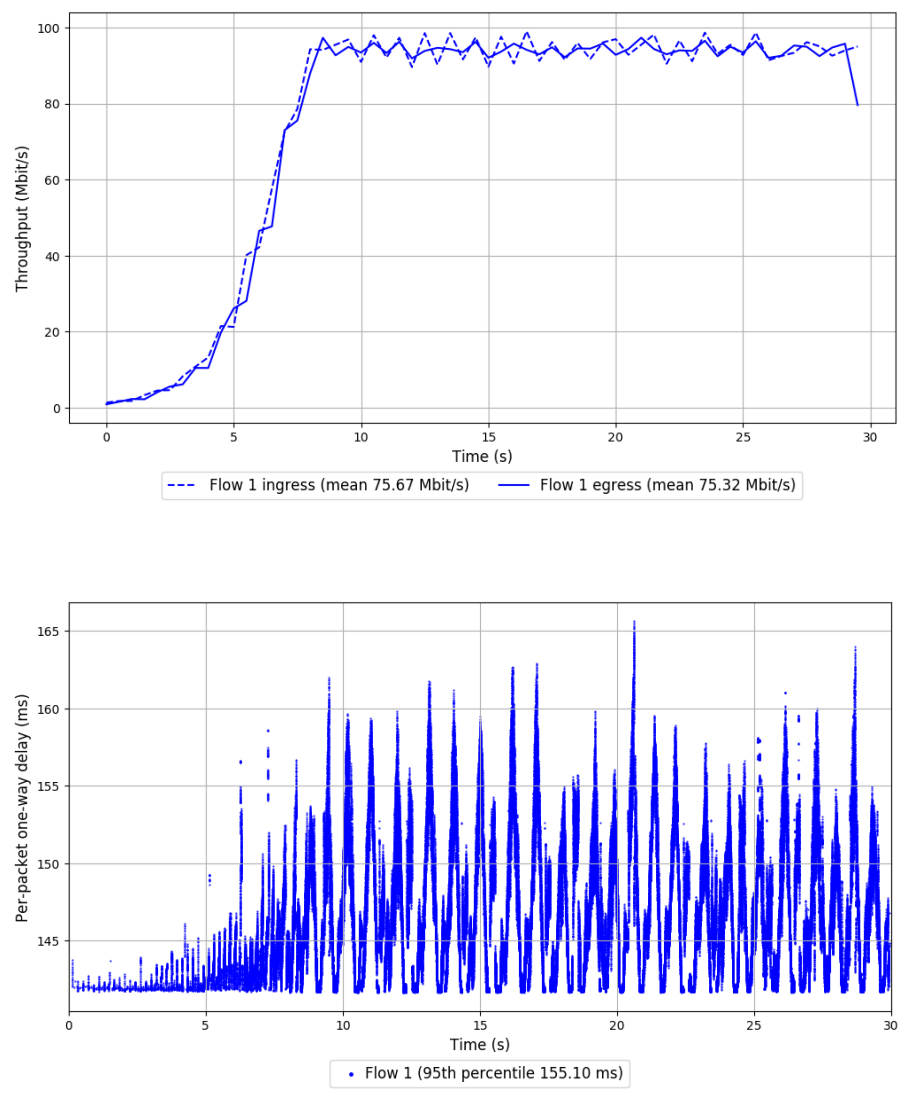 100
80
60
40
20
0
Throughput (Mbit/s)
0 5 10 15 20 25 30
Time (s)
Flow 1 ingress (mean 75.67 Mbit/s) Flow 1 egress (mean 75.32 Mbit/s)
165
160
155
150
145
Per-packet one-way delay (ms)
0 5 10 15 20 25 30
Time (s)
Flow 1 (95th percentile 155.10 ms)